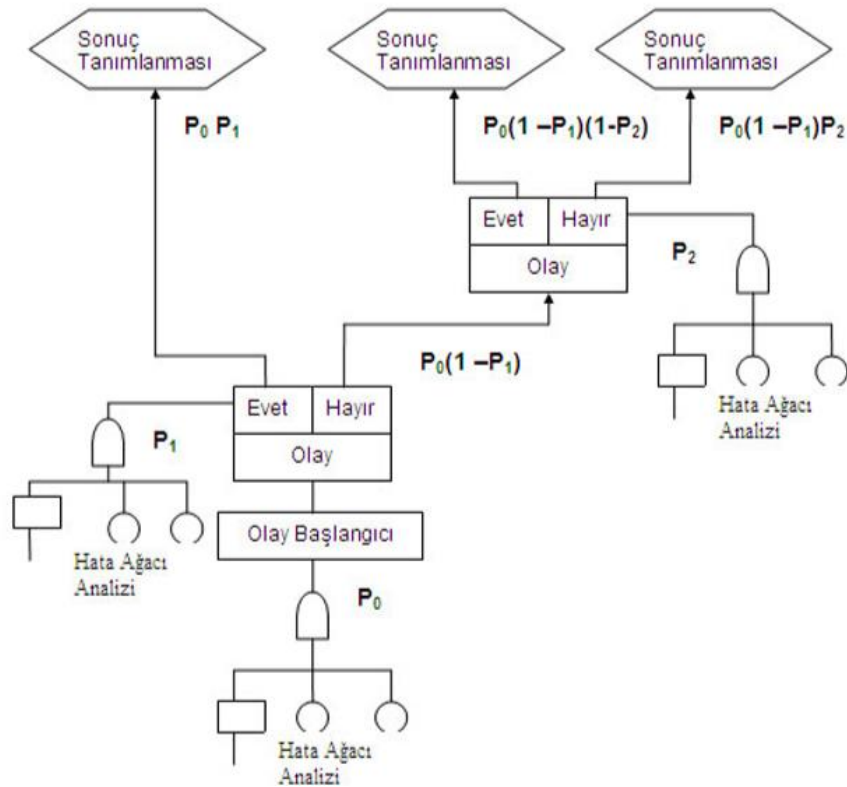 Sonuç
Tanımlanması
Sonuç
Tanımlanması
Sonuç
Tanımlanması
P₀ P₁
P₀(1 –P₁)(1-P₂)
P₀(1 –P₁)P₂
Evet
Hayır
Olay
P₂
P₀(1 –P₁)
Hata Ağacı
Analizi
Evet
Hayır
Olay
P₁
Olay Başlangıcı
Hata Ağacı
Analizi
P₀
Hata Ağacı
Analizi